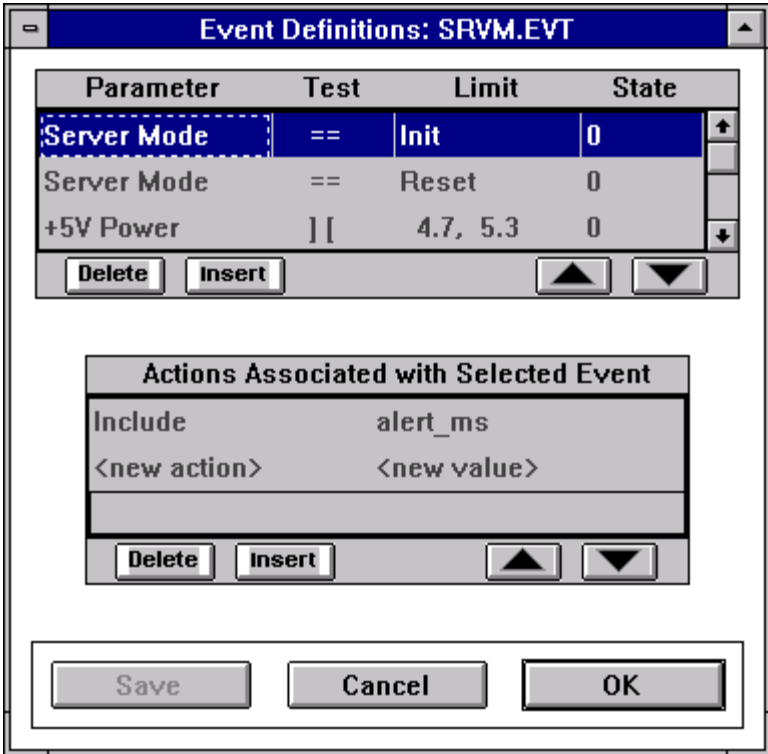 Event Definitions: SRVM.EVT
Parameter Test Limit State
Server Mode == Init 0
Server Mode == Reset 0
+5V Power ] [ 4.7, 5.3 0
Delete Insert
Actions Associated with Selected Event
Include alert_ms
<new action> <new value>
Delete Insert
Save Cancel OK